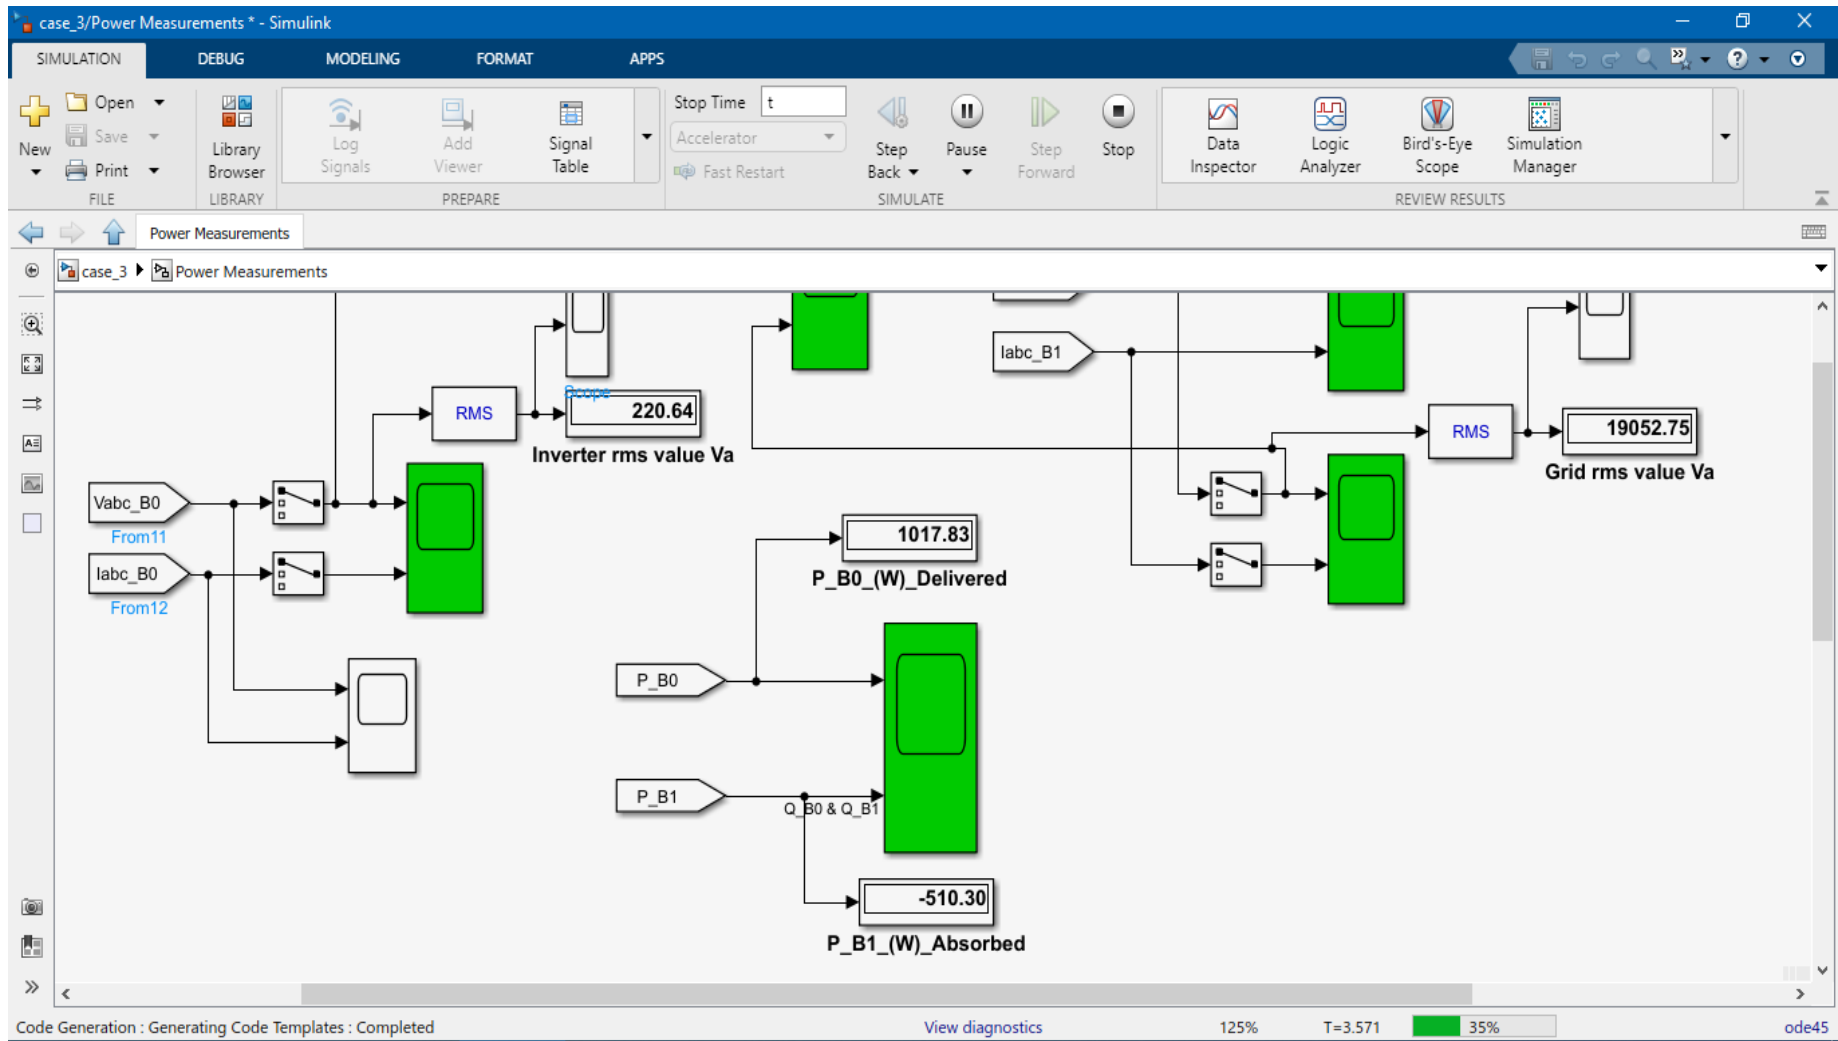 case_3/Power Measurements * - Simulink
SIMULATION DEBUG MODELING FORMAT APPS
New
Open
Save
Print
FILE
Library Browser
LIBRARY
Log Signals
Add Viewer
Signal Table
PREPARE
Stop Time t
Accelerator
Fast Restart
Step Back
Pause
Step Forward
Stop
SIMULATE
Data Inspector
Logic Analyzer
Bird's-Eye Scope
Simulation Manager
REVIEW RESULTS
Power Measurements
case_3 Power Measurements
Iabc_B1
Scope
RMS
220.64
Inverter rms value Va
RMS
19052.75
Grid rms value Va
Vabc_B0
From11
Iabc_B0
From12
1017.83
P_B0_(W)_Delivered
P_B0
P_B1
Q_B0 & Q_B1
-510.30
P_B1_(W)_Absorbed
Code Generation : Generating Code Templates : Completed
View diagnostics
125%
T=3.571
35%
ode45